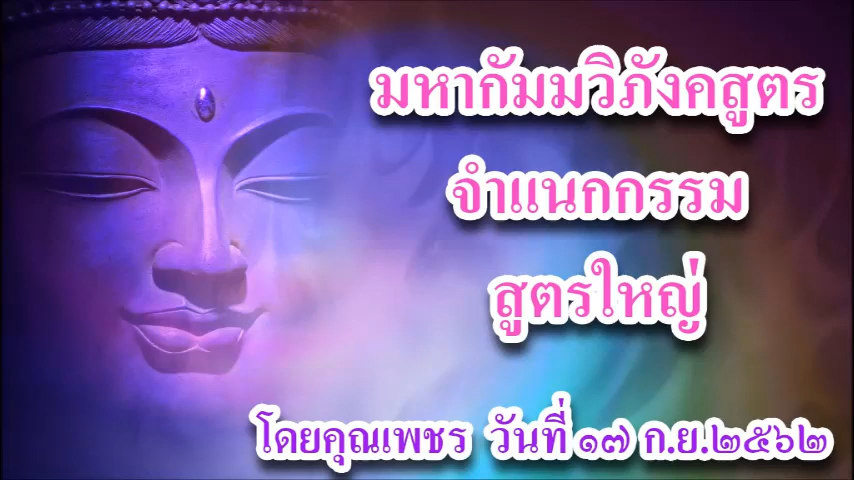 มหากัมมวิภังคสูตร
จำแนกกรรม
สูตรใหญ่
โดยคุณเพชร วันที่ ๑๗ ก.ย.๒๕๖๒